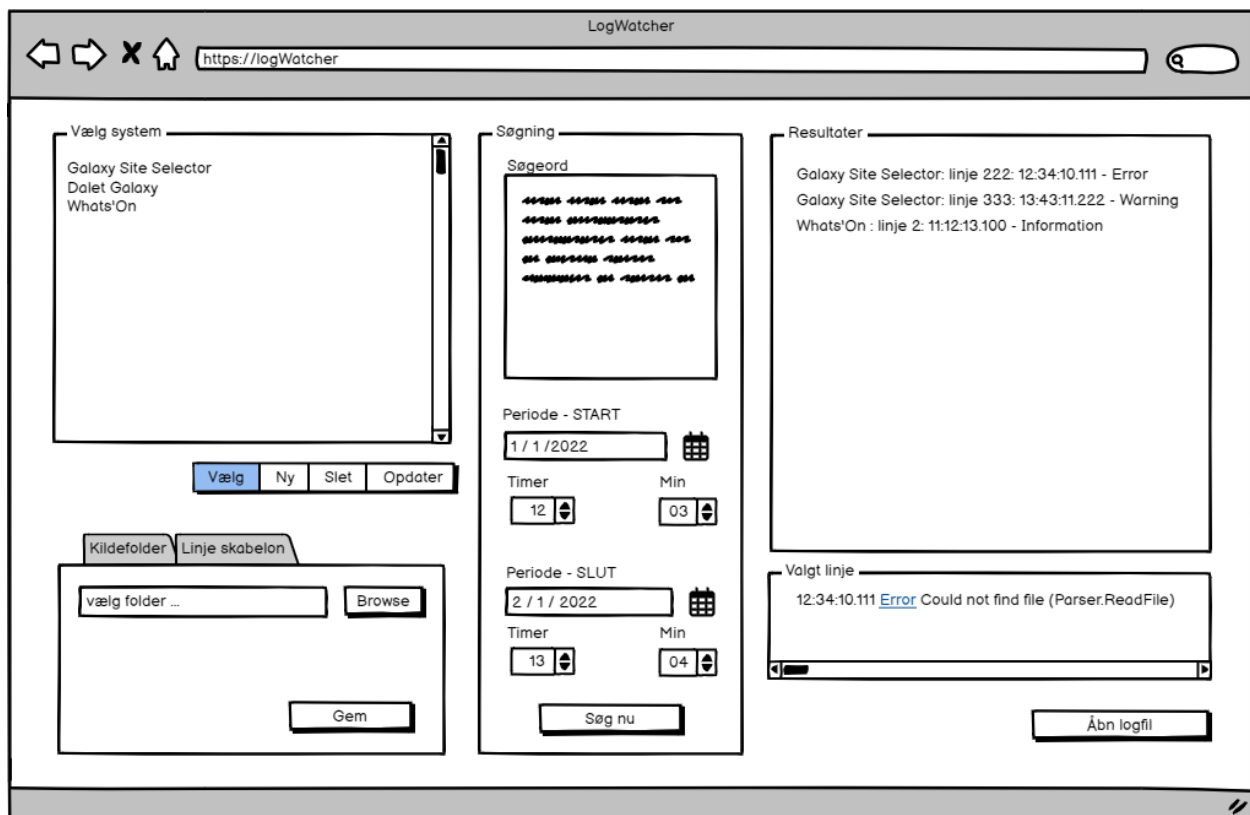 LogWatcher
https://logWatcher
Vælg system
Galaxy Site Selector
Dalet Galaxy
Whats'On
Vælg
Ny
Slet
Opdater
Kildefolder
Linje skabelon
vælg folder ...
Browse
Gem
Søgning
Søgeord
Periode - START
1 / 1 /2022
Timer
Min
12
03
Periode - SLUT
2 / 1 / 2022
Timer
Min
13
04
Søg nu
Resultater
Galaxy Site Selector: linje 222: 12:34:10.111 - Error
Galaxy Site Selector: linje 333: 13:43:11.222 - Warning
Whats'On : linje 2: 11:12:13.100 - Information
Valgt linje
12:34:10.111 Error Could not find file (Parser.ReadFile)
Åbn logfil